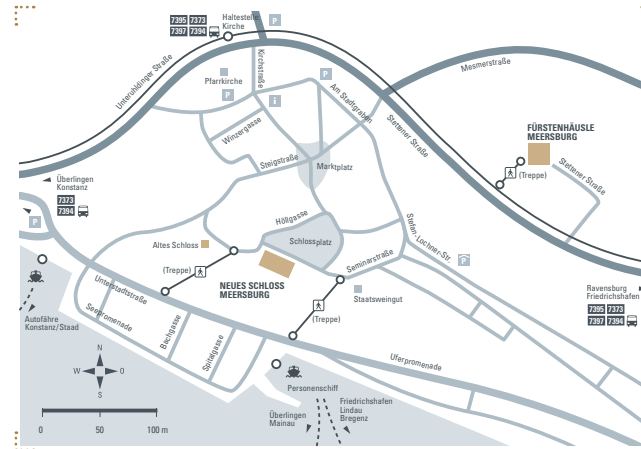 7395 7373
7397 7394
Haltestelle
Kirche
P
Unteruhldinger Straße
Kirchstraße
Pfarrkirche
P
i
P
Am Stadtgraben
Mesmerstraße
Stettener Straße
Winzergasse
Steigstraße
Marktplatz
FÜRSTENHÄUSLE
MEERSBURG
(Treppe)
Stettener Straße
Überlingen
Konstanz
7373
7394
P
Höllgasse
Schlossplatz
Altes Schloss
(Treppe)
NEUES SCHLOSS
MEERSBURG
Seminarstraße
Stefan-Lochner-Str.
P
Staatsweingut
(Treppe)
Ravensburg
Friedrichshafen
7395 7373
7397 7394
Unterstadtstraße
Seepromenade
Bachgasse
Spitalgasse
Uferpromenade
Autofähre
Konstanz/Staad
N
W O
S
Personenschiff
Überlingen
Mainau
Friedrichshafen
Lindau
Bregenz
0 50 100 m